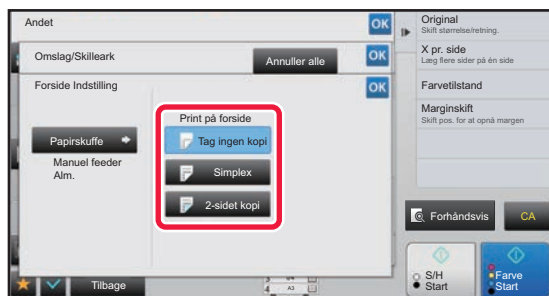 Andet
OK
Omslag/Skilleark
Annuller alle
OK
Forside Indstilling
OK
Print på forside
Papirskuffe
Tag ingen kopi
Manuel feeder
Alm.
Simplex
2-sidet kopi
Tilbage
4
A3
Original
Skift størrelse/retning.
X pr. side
Læg flere sider på én side
Farvetilstand
Marginskift
Skift pos. for at opnå margen
Forhåndsvis
CA
S/H
Start
Farve
Start